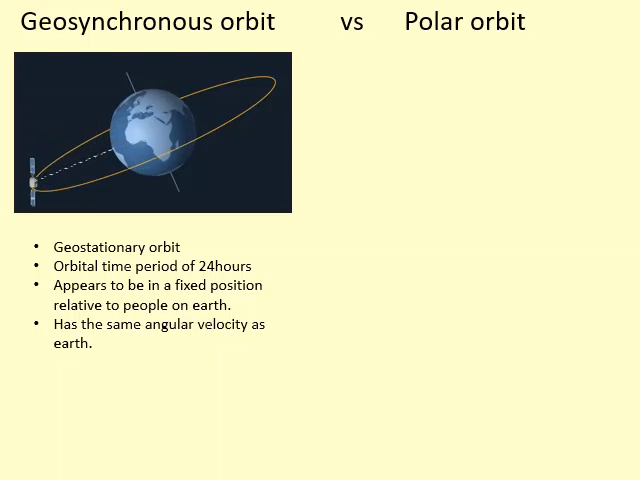 Geosynchronous orbit vs Polar orbit
• Geostationary orbit
• Orbital time period of 24hours
• Appears to be in a fixed position
relative to people on earth.
• Has the same angular velocity as
earth.